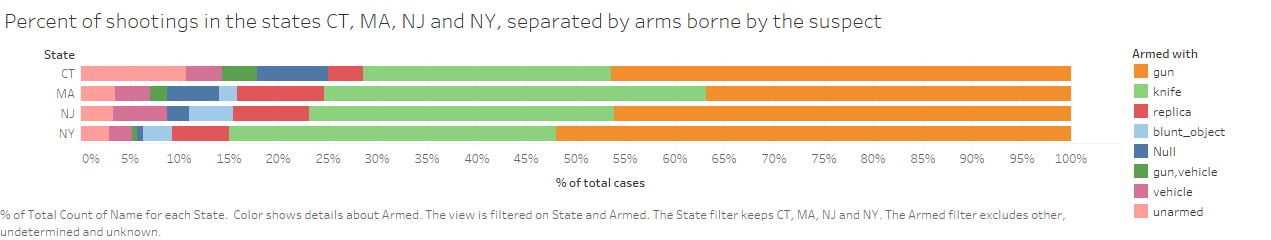 Percent of shootings in the states CT, MA, NJ and NY, separated by arms borne by the suspect
State
CT
MA
NJ
NY
0% 5% 10% 15% 20% 25% 30% 35% 40% 45% 50% 55% 60% 65% 70% 75% 80% 85% 90% 95% 100%
% of total cases
Armed with
gun
knife
replica
blunt_object
Null
gun,vehicle
vehicle
unarmed
% of Total Count of Name for each State. Color shows details about Armed. The view is filtered on State and Armed. The State filter keeps CT, MA, NJ and NY. The Armed filter excludes other,
undetermined and unknown.